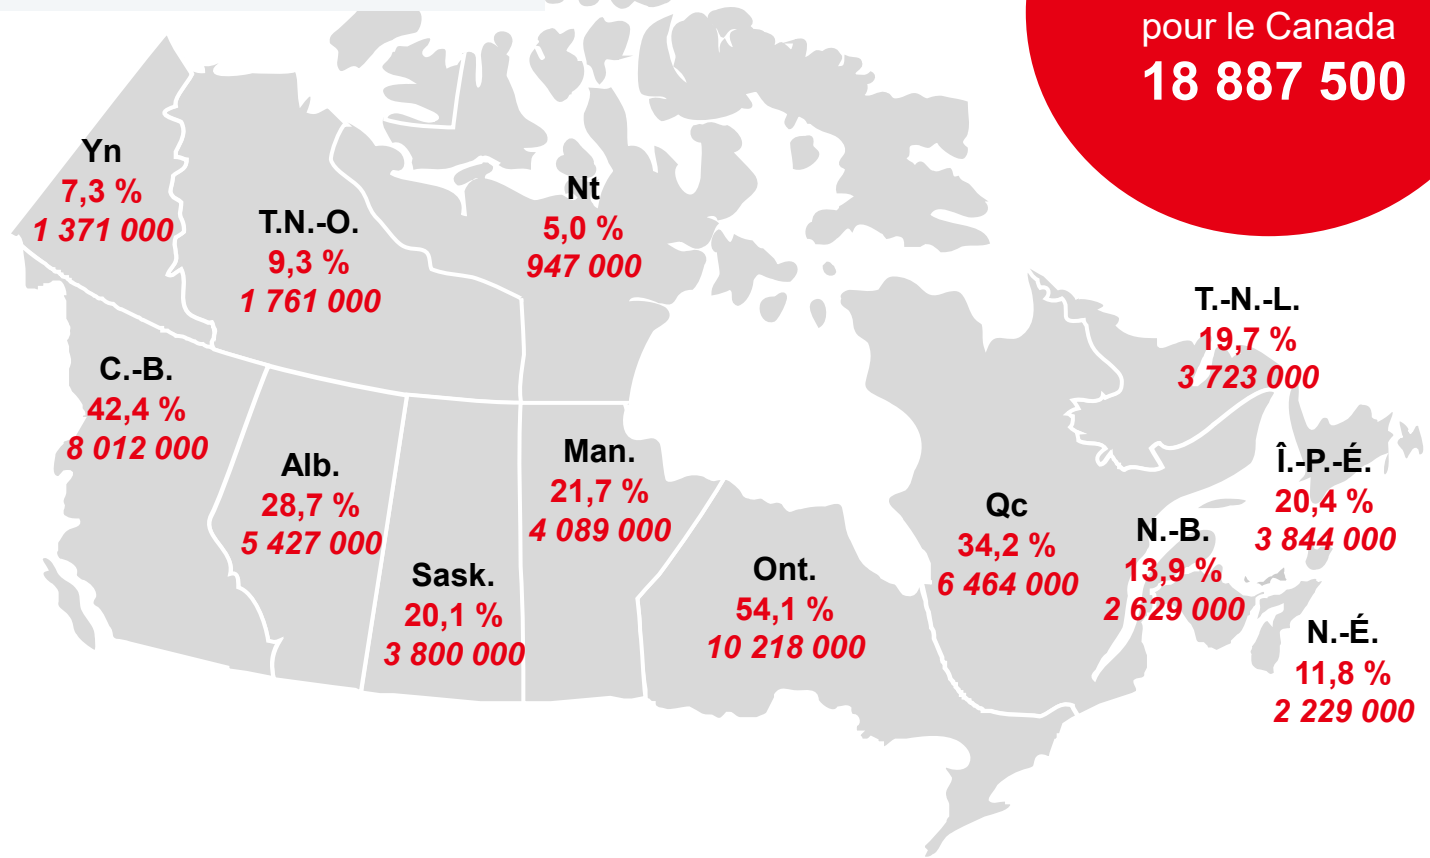 pour le Canada
18 887 500
Yn
7,3 %
1 371 000
T.N.-O.
9,3 %
1 761 000
Nt
5,0 %
947 000
T.-N.-L.
19,7 %
3 723 000
C.-B.
42,4 %
8 012 000
Alb.
28,7 %
5 427 000
Sask.
20,1 %
3 800 000
Man.
21,7 %
4 089 000
Ont.
54,1 %
10 218 000
Qc
34,2 %
6 464 000
N.-B.
13,9 %
2 629 000
Î.-P.-É.
20,4 %
3 844 000
N.-É.
11,8 %
2 229 000